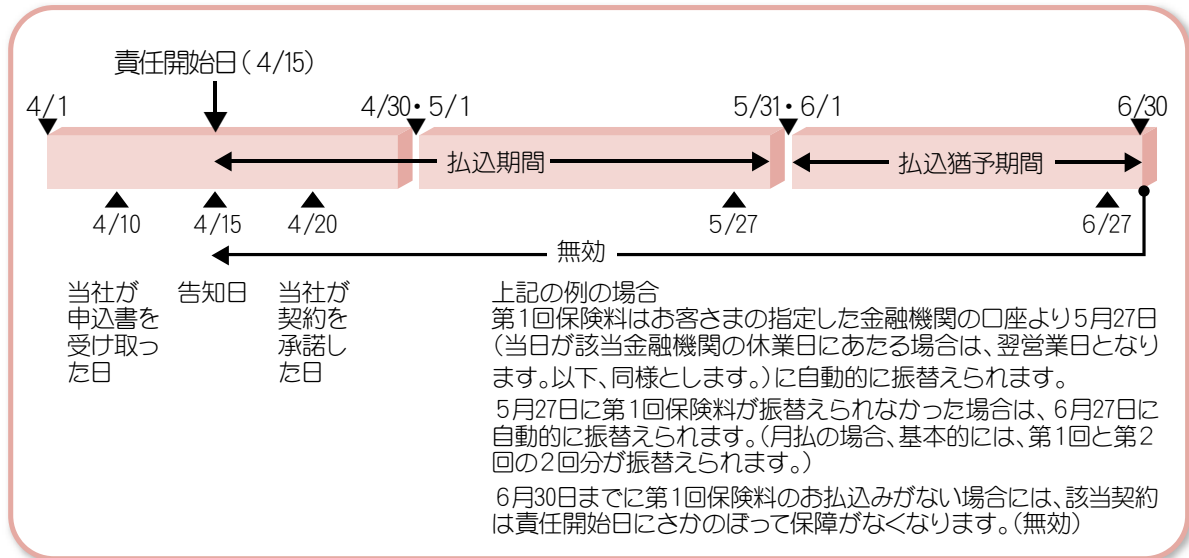 責任開始日(4/15)
4/1
4/30・5/1
5/31・6/1
6/30
払込期間
払込猶予期間
4/10
4/15
4/20
5/27
6/27
無効
当社が
申込書を
受け取っ
た日
告知日
当社が
契約を
承諾し
た日
上記の例の場合
第1回保険料はお客さまの指定した金融機関の口座より5月27日
(当日が該当金融機関の休業日にあたる場合は、翌営業日となり
ます。以下、同様とします。)に自動的に振替えられます。
5月27日に第1回保険料が振替えられなかった場合は、6月27日に
自動的に振替えられます。(月払の場合、基本的には、第1回と第2
回の2回分が振替えられます。)
6月30日までに第1回保険料のお払込みがない場合には、該当契約
は責任開始日にさかのぼって保障がなくなります。(無効)